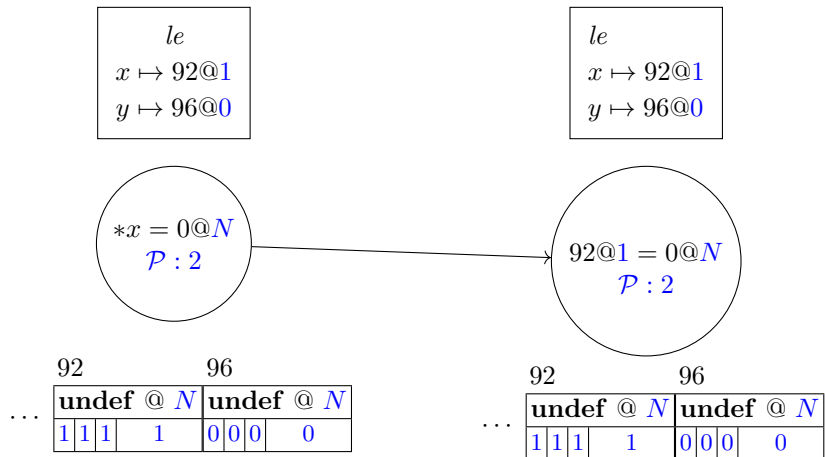 le
x ↦ 92@1
y ↦ 96@0
*x = 0@N
𝒫 : 2
92 96
... undef @ N undef @ N
1 1 1 1 0 0 0 0
le
x ↦ 92@1
y ↦ 96@0
92@1 = 0@N
𝒫 : 2
92 96
... undef @ N undef @ N
1 1 1 1 0 0 0 0